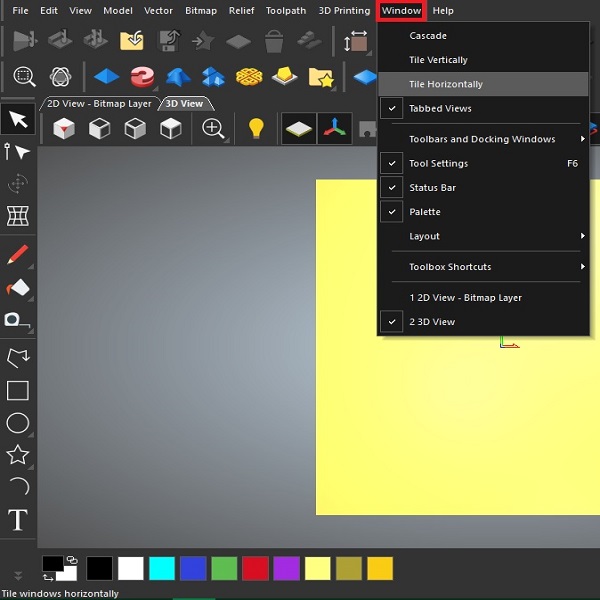 File Edit View Model Vector Bitmap Relief Toolpath 3D Printing Window Help
Cascade
Tile Vertically
Tile Horizontally
2D View - Bitmap Layer 3D View
Tabbed Views
Toolbars and Docking Windows
Tool Settings F6
Status Bar
Palette
Layout
Toolbox Shortcuts
1 2D View - Bitmap Layer
2 3D View
T
Tile windows horizontally